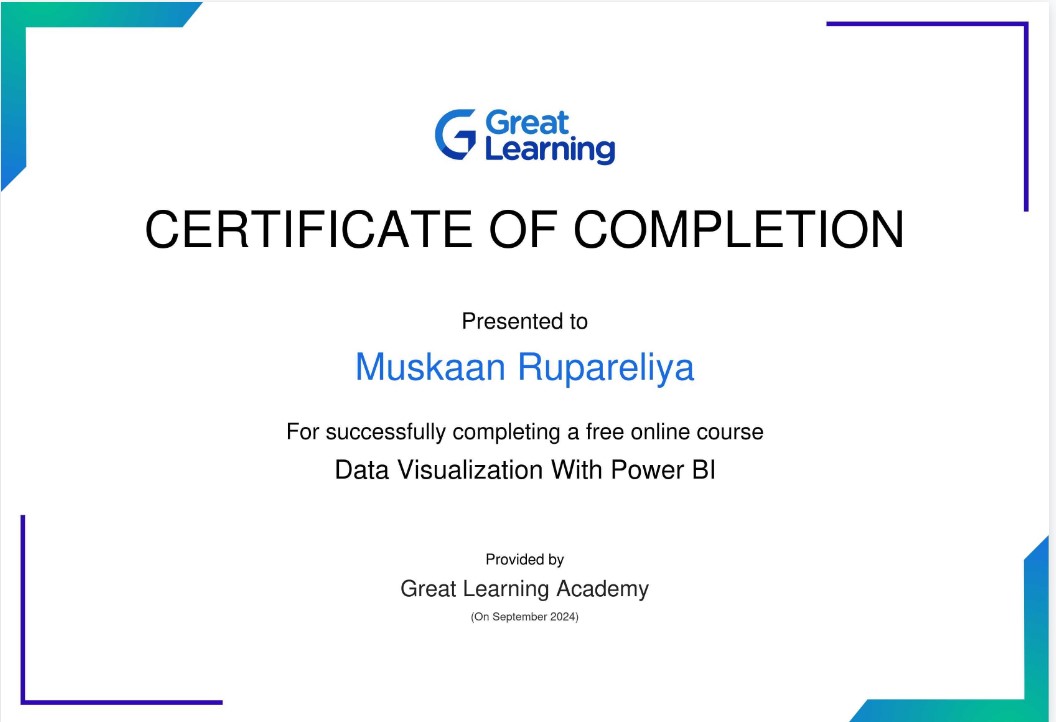 Great
Learning
CERTIFICATE OF COMPLETION
Presented to
Muskaan Rupareliya
For successfully completing a free online course
Data Visualization With Power BI
Provided by
Great Learning Academy
(On September 2024)